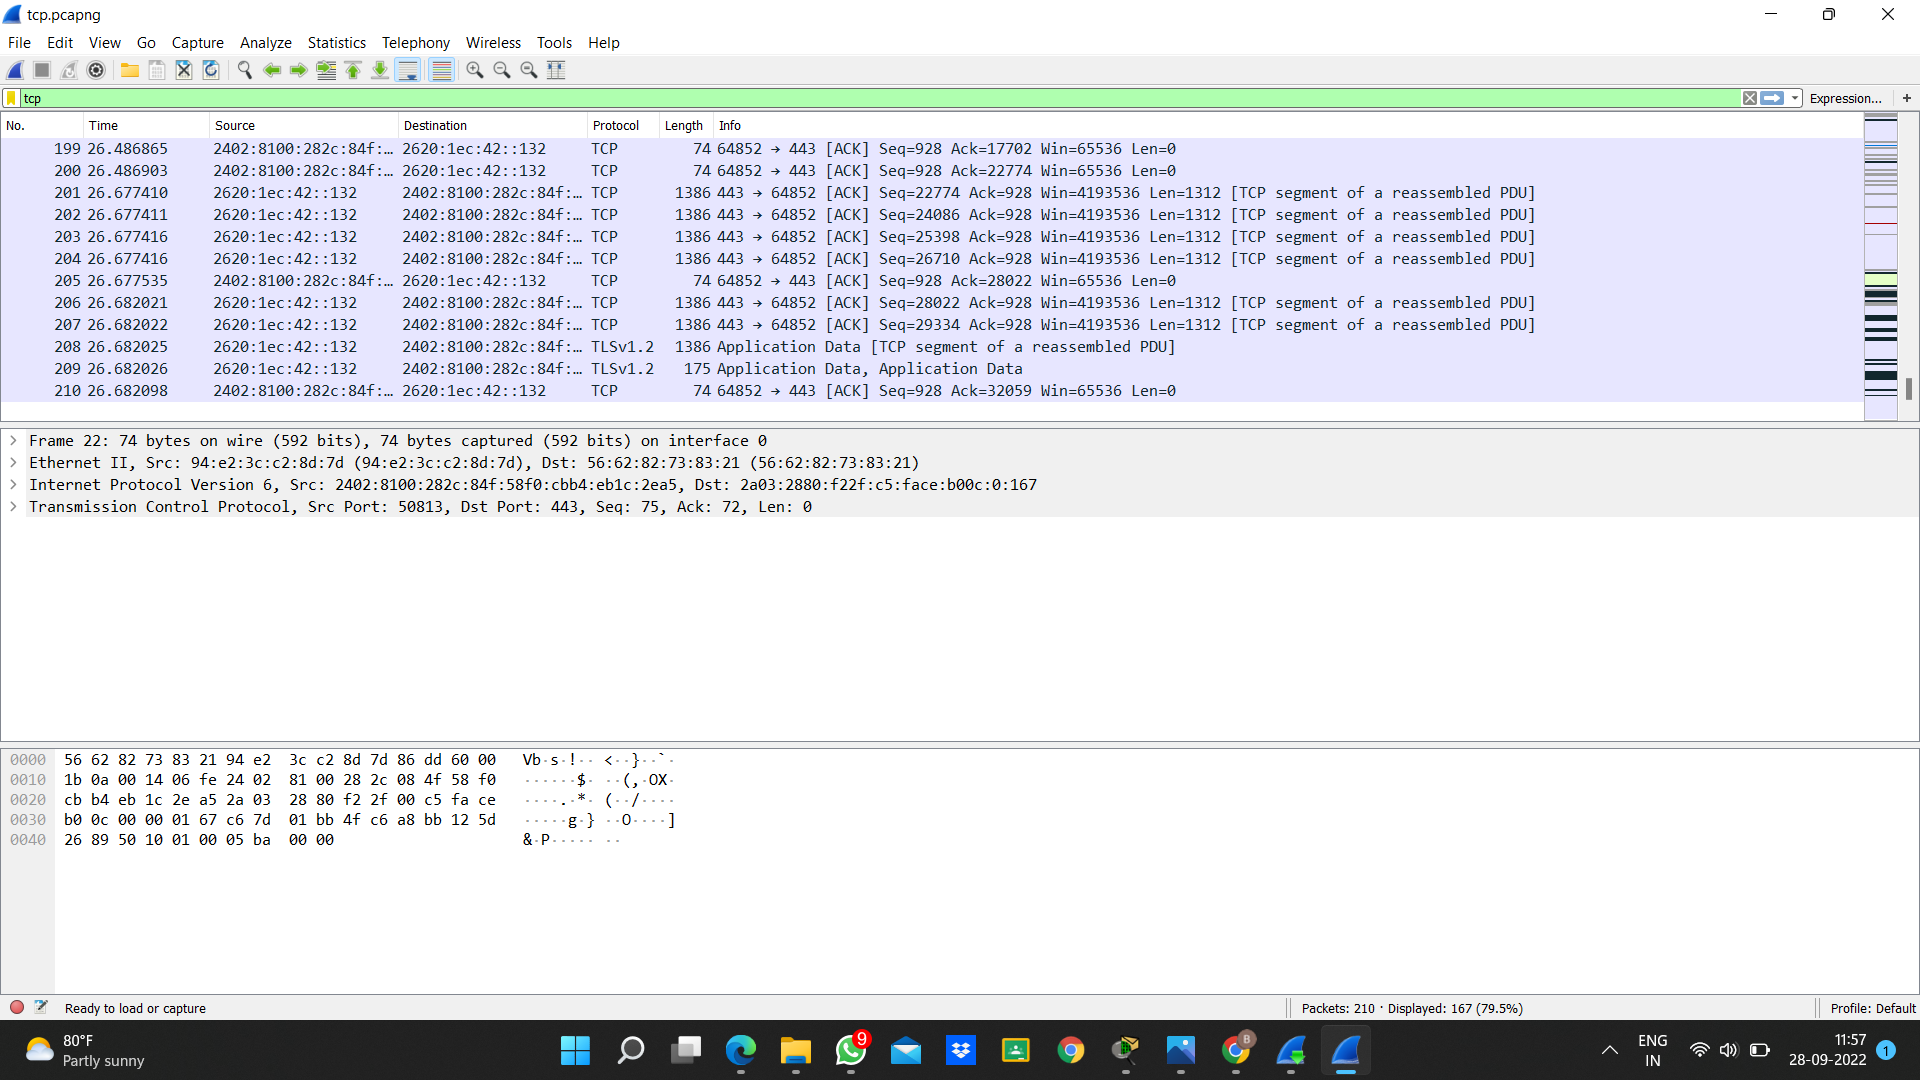 tcp.pcapng
File Edit View Go Capture Analyze Statistics Telephony Wireless Tools Help
tcp Expression... +
No. Time Source Destination Protocol Length Info
199 26.486865 2402:8100:282c:84f:… 2620:1ec:42::132 TCP 74 64852 → 443 [ACK] Seq=928 Ack=17702 Win=65536 Len=0
200 26.486903 2402:8100:282c:84f:… 2620:1ec:42::132 TCP 74 64852 → 443 [ACK] Seq=928 Ack=22774 Win=65536 Len=0
201 26.677410 2620:1ec:42::132 2402:8100:282c:84f:… TCP 1386 443 → 64852 [ACK] Seq=22774 Ack=928 Win=4193536 Len=1312 [TCP segment of a reassembled PDU]
202 26.677411 2620:1ec:42::132 2402:8100:282c:84f:… TCP 1386 443 → 64852 [ACK] Seq=24086 Ack=928 Win=4193536 Len=1312 [TCP segment of a reassembled PDU]
203 26.677416 2620:1ec:42::132 2402:8100:282c:84f:… TCP 1386 443 → 64852 [ACK] Seq=25398 Ack=928 Win=4193536 Len=1312 [TCP segment of a reassembled PDU]
204 26.677416 2620:1ec:42::132 2402:8100:282c:84f:… TCP 1386 443 → 64852 [ACK] Seq=26710 Ack=928 Win=4193536 Len=1312 [TCP segment of a reassembled PDU]
205 26.677535 2402:8100:282c:84f:… 2620:1ec:42::132 TCP 74 64852 → 443 [ACK] Seq=928 Ack=28022 Win=65536 Len=0
206 26.682021 2620:1ec:42::132 2402:8100:282c:84f:… TCP 1386 443 → 64852 [ACK] Seq=28022 Ack=928 Win=4193536 Len=1312 [TCP segment of a reassembled PDU]
207 26.682022 2620:1ec:42::132 2402:8100:282c:84f:… TCP 1386 443 → 64852 [ACK] Seq=29334 Ack=928 Win=4193536 Len=1312 [TCP segment of a reassembled PDU]
208 26.682025 2620:1ec:42::132 2402:8100:282c:84f:… TLSv1.2 1386 Application Data [TCP segment of a reassembled PDU]
209 26.682026 2620:1ec:42::132 2402:8100:282c:84f:… TLSv1.2 175 Application Data, Application Data
210 26.682098 2402:8100:282c:84f:… 2620:1ec:42::132 TCP 74 64852 → 443 [ACK] Seq=928 Ack=32059 Win=65536 Len=0
Frame 22: 74 bytes on wire (592 bits), 74 bytes captured (592 bits) on interface 0
Ethernet II, Src: 94:e2:3c:c2:8d:7d (94:e2:3c:c2:8d:7d), Dst: 56:62:82:73:83:21 (56:62:82:73:83:21)
Internet Protocol Version 6, Src: 2402:8100:282c:84f:58f0:cbb4:eb1c:2ea5, Dst: 2a03:2880:f22f:c5:face:b00c:0:167
Transmission Control Protocol, Src Port: 50813, Dst Port: 443, Seq: 75, Ack: 72, Len: 0
0000 56 62 82 73 83 21 94 e2 3c c2 8d 7d 86 dd 60 00 Vb·s·!·· <··}··`·
0010 1b 0a 00 14 06 fe 24 02 81 00 28 2c 08 4f 58 f0 ······$· ··(,·OX·
0020 cb b4 eb 1c 2e a5 2a 03 28 80 f2 2f 00 c5 fa ce ····.·*· (··/····
0030 b0 0c 00 00 01 67 c6 7d 01 bb 4f c6 a8 bb 12 5d ·····g·} ··O····]
0040 26 89 50 10 01 00 05 ba 00 00 &·P····· ··
Ready to load or capture Packets: 210 · Displayed: 167 (79.5%) Profile: Default
80°F
Partly sunny
9
B
ENG
IN
11:57
28-09-2022
1